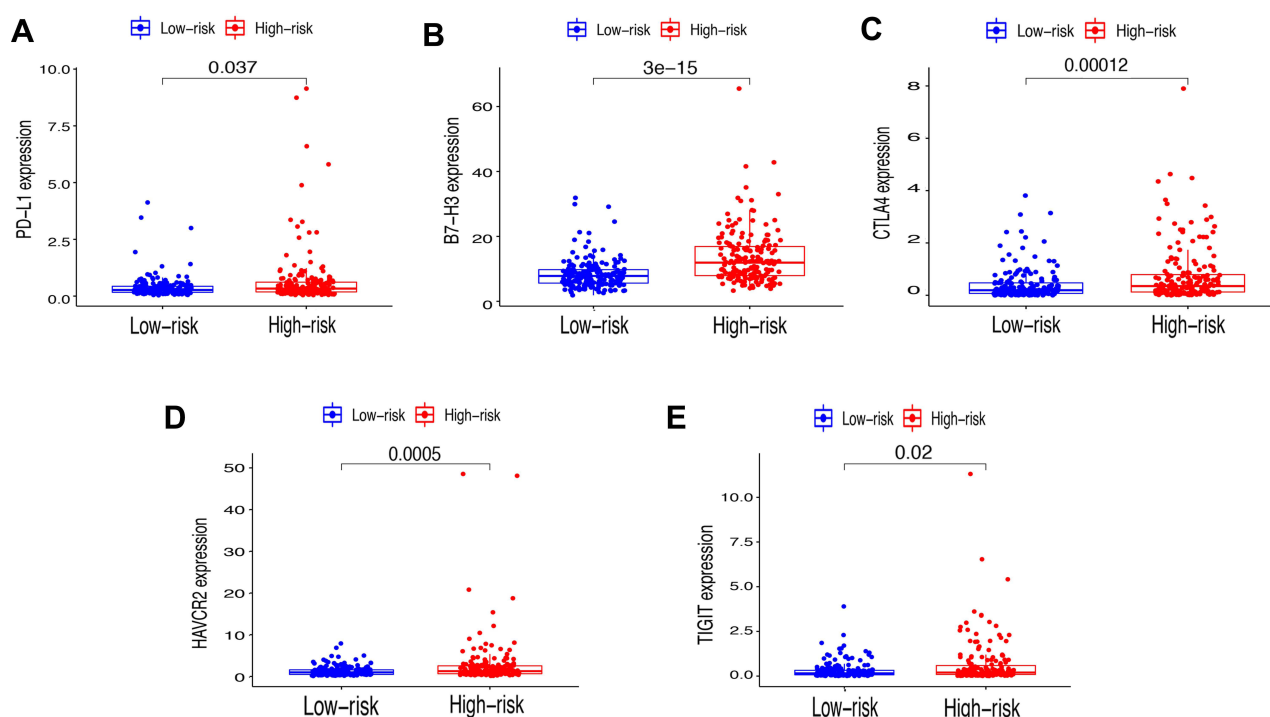 A
Low-risk High-risk
0.037
PD-L1 expression
10.0
7.5
5.0
2.5
0.0
Low-risk High-risk
B
Low-risk High-risk
3e-15
B7-H3 expression
60
40
20
0
Low-risk High-risk
C
Low-risk High-risk
0.00012
CTLA4 expression
8
6
4
2
0
Low-risk High-risk
D
Low-risk High-risk
0.0005
HAVCR2 expression
50
40
30
20
10
0
Low-risk High-risk
E
Low-risk High-risk
0.02
TIGIT expression
10.0
7.5
5.0
2.5
0.0
Low-risk High-risk